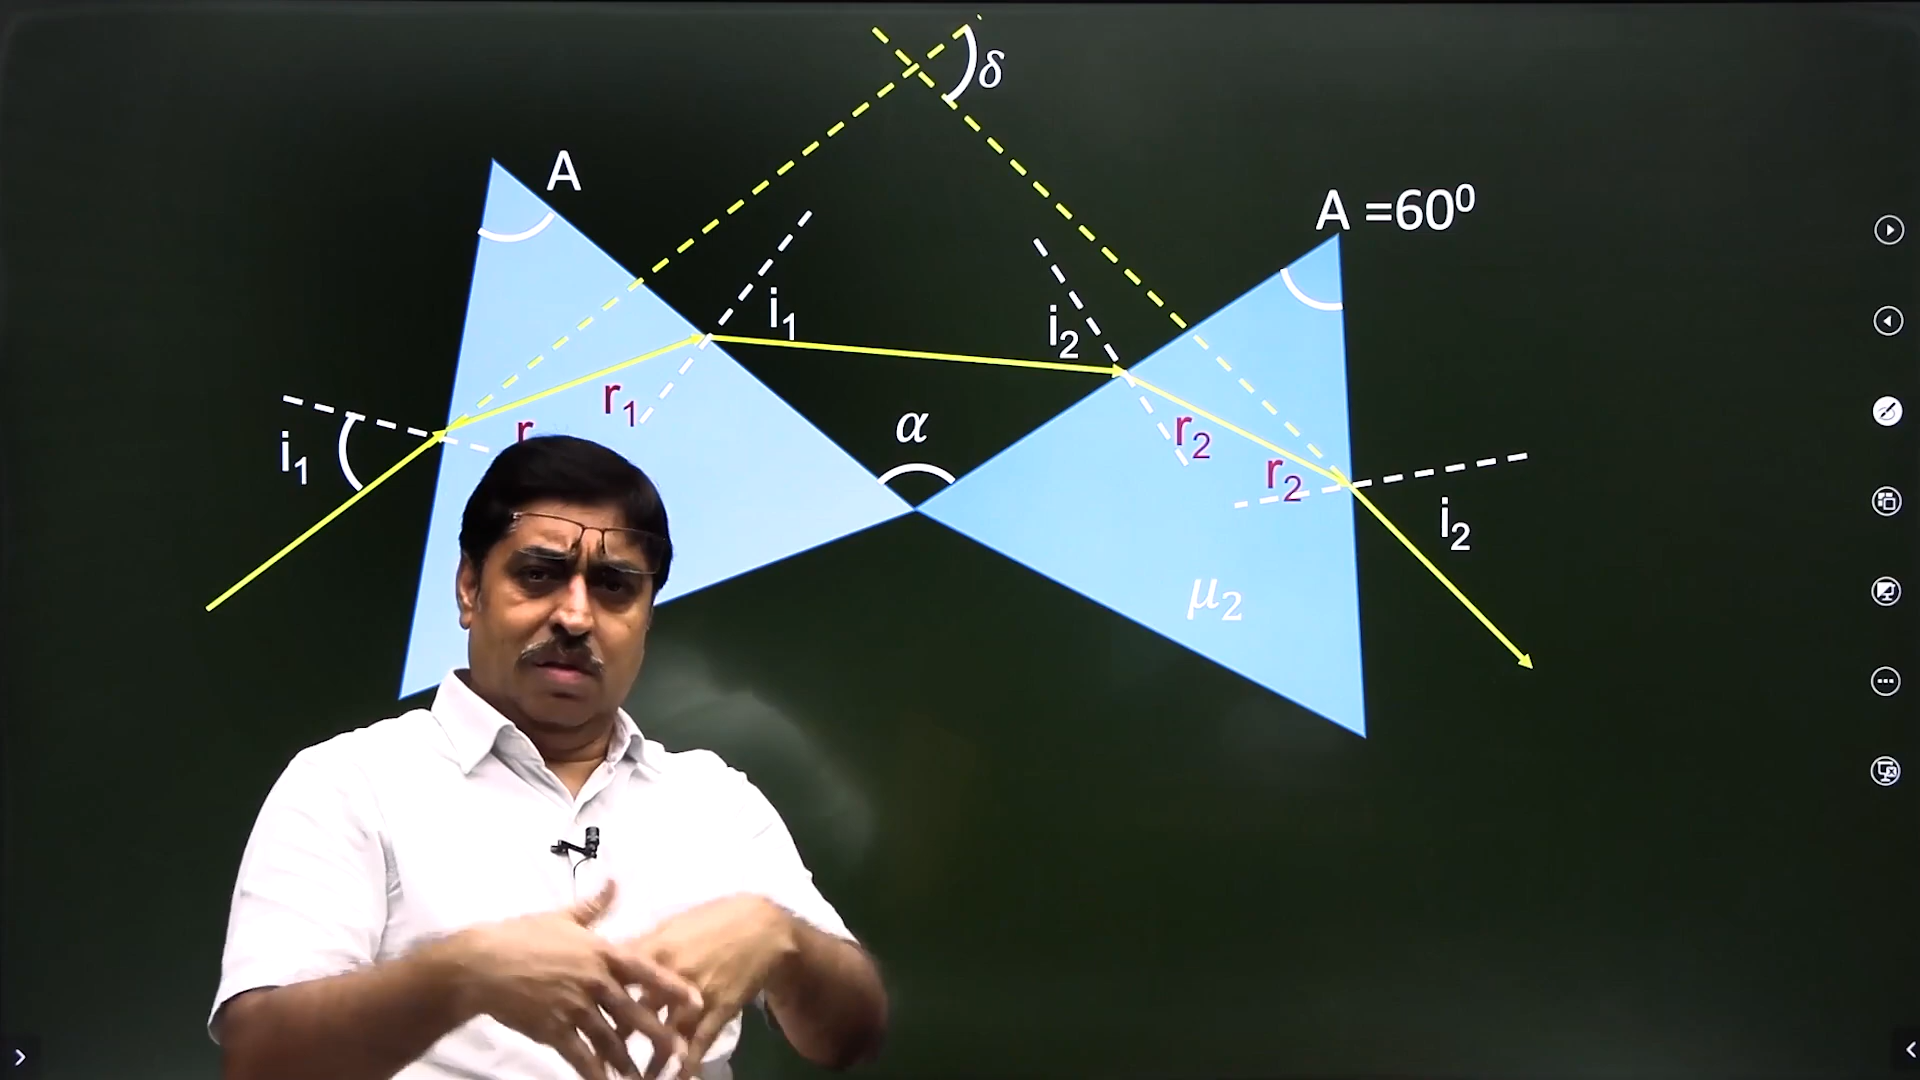 δ
A
A =60⁰
i₁
i₂
r₁
α
r₂
i₁
r
r₂
i₂
μ₂